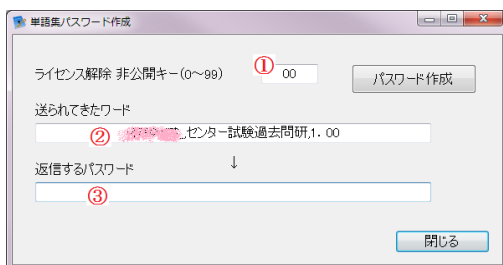 単語集パスワード作成
ライセンス解除 非公開キー(0～99) ① 00 パスワード作成
送られてきたワード
② _センター試験過去問研,1．00
↓
返信するパスワード
③
閉じる